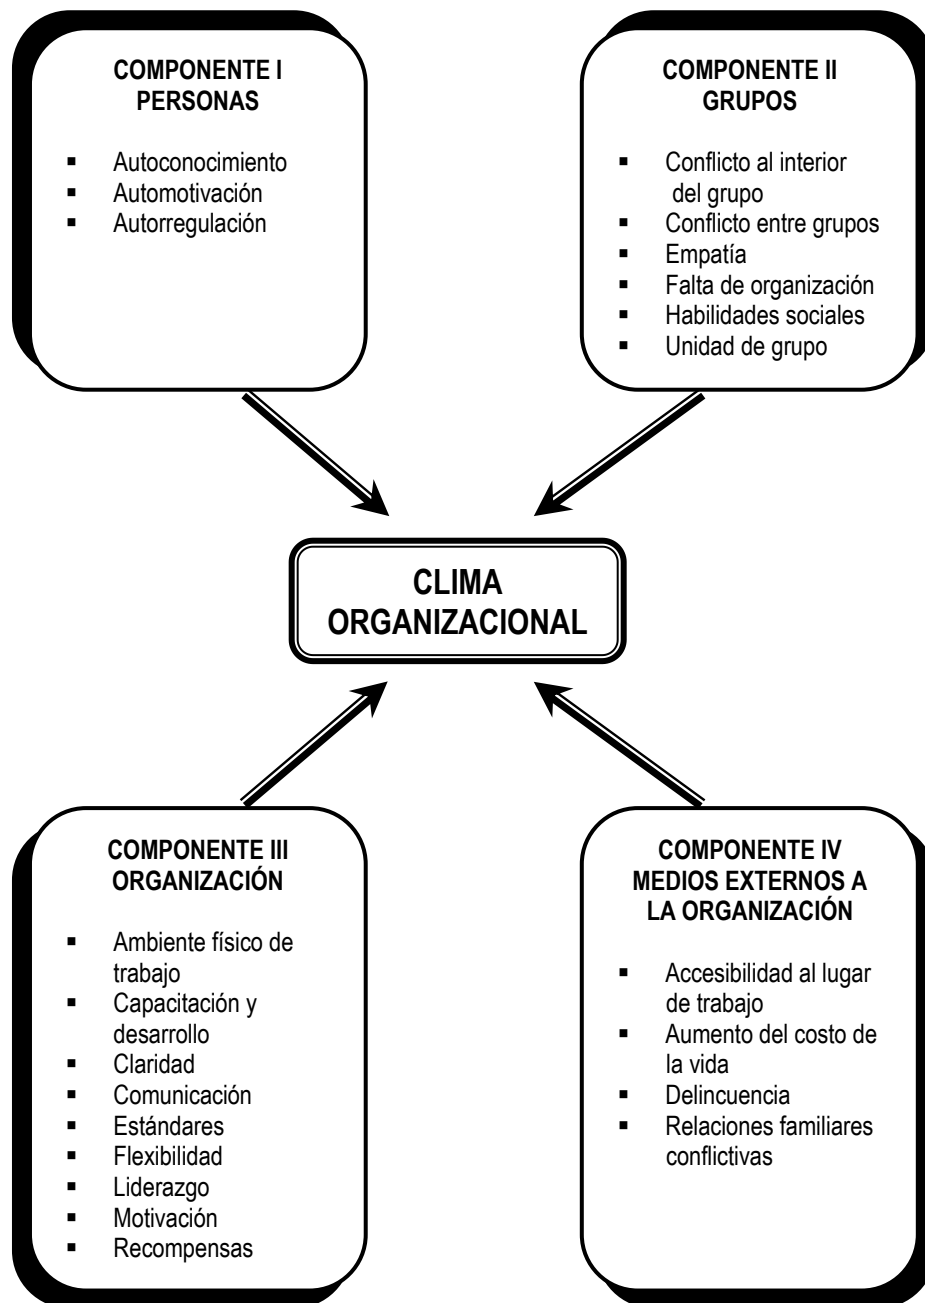 COMPONENTE I
PERSONAS
▪ Autoconocimiento
▪ Automotivación
▪ Autorregulación
COMPONENTE II
GRUPOS
▪ Conflicto al interior
del grupo
▪ Conflicto entre grupos
▪ Empatía
▪ Falta de organización
▪ Habilidades sociales
▪ Unidad de grupo
CLIMA
ORGANIZACIONAL
COMPONENTE III
ORGANIZACIÓN
▪ Ambiente físico de
trabajo
▪ Capacitación y
desarrollo
▪ Claridad
▪ Comunicación
▪ Estándares
▪ Flexibilidad
▪ Liderazgo
▪ Motivación
▪ Recompensas
COMPONENTE IV
MEDIOS EXTERNOS A
LA ORGANIZACIÓN
▪ Accesibilidad al lugar
de trabajo
▪ Aumento del costo de
la vida
▪ Delincuencia
▪ Relaciones familiares
conflictivas